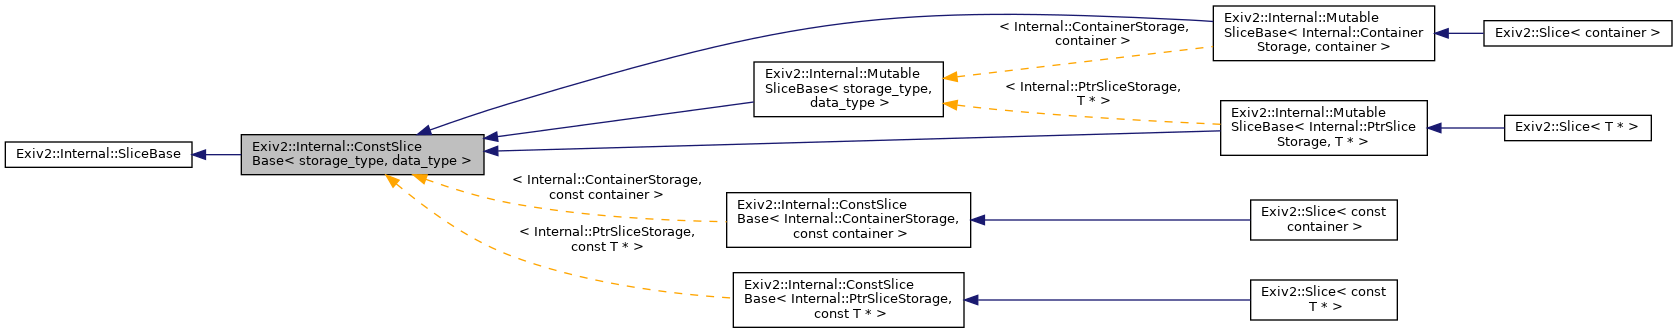 Exiv2::Internal::SliceBase
Exiv2::Internal::ConstSlice
Base< storage_type, data_type >
Exiv2::Internal::Mutable
SliceBase< storage_type,
data_type >
< Internal::ContainerStorage,
container >
< Internal::PtrSliceStorage,
T * >
Exiv2::Internal::Mutable
SliceBase< Internal::Container
Storage, container >
Exiv2::Slice< container >
Exiv2::Internal::Mutable
SliceBase< Internal::PtrSlice
Storage, T * >
Exiv2::Slice< T * >
< Internal::ContainerStorage,
const container >
Exiv2::Internal::ConstSlice
Base< Internal::ContainerStorage,
const container >
Exiv2::Slice< const
container >
< Internal::PtrSliceStorage,
const T * >
Exiv2::Internal::ConstSlice
Base< Internal::PtrSliceStorage,
const T * >
Exiv2::Slice< const
T * >